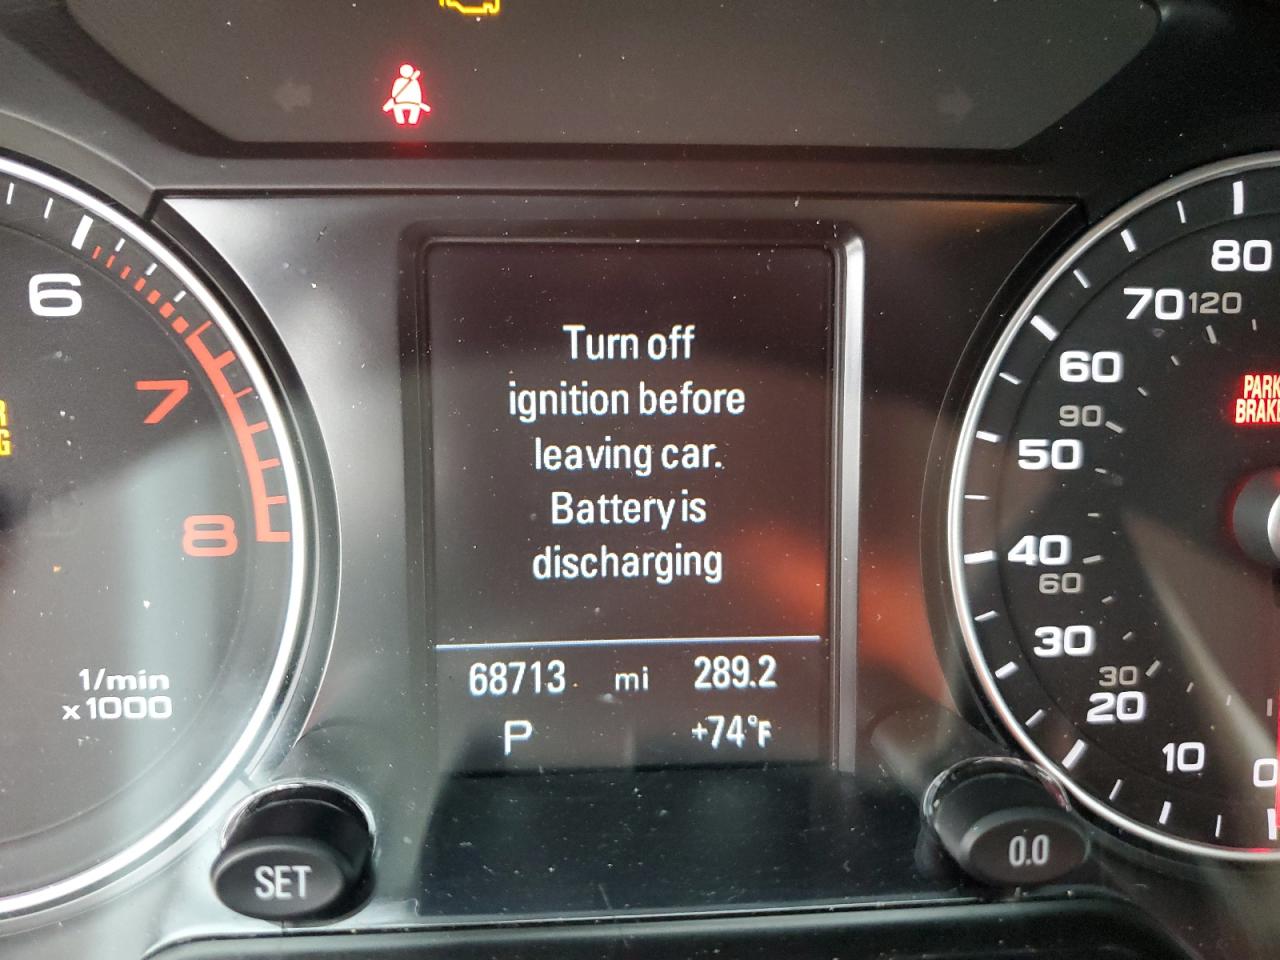 Turn off
ignition before
leaving car.
Battery is
discharging
68713 mi 289.2
P +74°F
6
7
8
1/min
x1000
SET
80
70 120
60
90
50
40
60
30
30
20
10
0
PARK
BRAKE
0.0